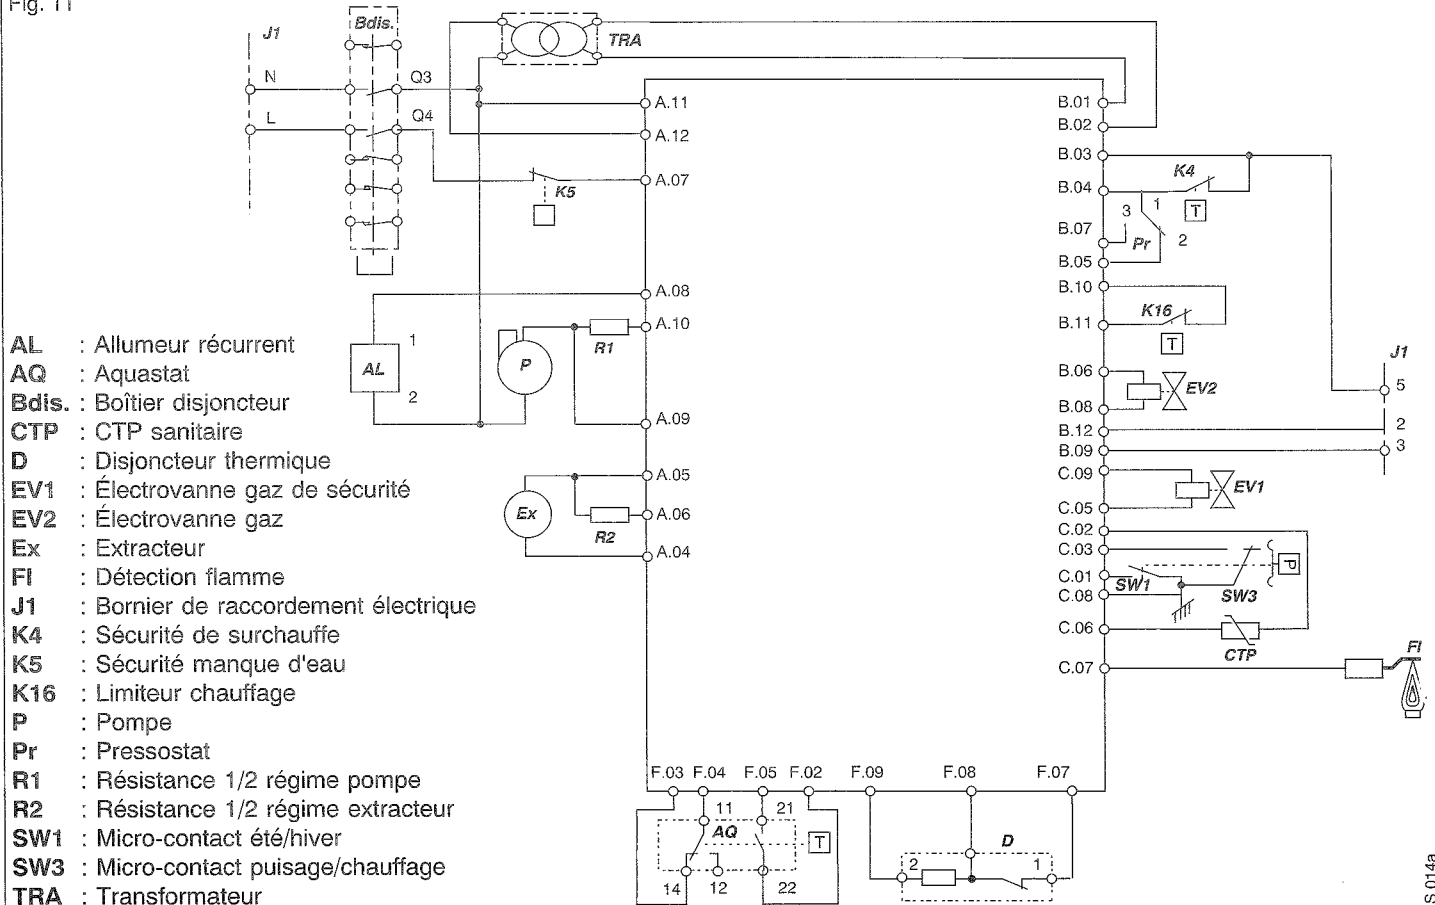 Fig. 11
J1
Bdis.
TRA
N
Q3
L
Q4
A.11
A.12
K5
A.07
A.08
A.10
R1
P
1
AL
2
A.09
A.05
Ex
A.06
R2
A.04
B.01
B.02
B.03
K4
B.04
T
3
1
B.07
Pr
2
B.05
B.10
K16
B.11
T
J1
B.06
EV2
5
B.08
2
B.12
3
B.09
C.09
EV1
C.05
C.02
C.03
P
C.01
SW1
SW3
C.08
C.06
CTP
FI
C.07
F.03 F.04 F.05 F.02 F.09 F.08 F.07
11 21
AQ
T
D
2
1
14 12 22
AL : Allumeur récurrent
AQ : Aquastat
Bdis. : Boîtier disjoncteur
CTP : CTP sanitaire
D : Disjoncteur thermique
EV1 : Électrovanne gaz de sécurité
EV2 : Électrovanne gaz
Ex : Extracteur
FI : Détection flamme
J1 : Bornier de raccordement électrique
K4 : Sécurité de surchauffe
K5 : Sécurité manque d'eau
K16 : Limiteur chauffage
P : Pompe
Pr : Pressostat
R1 : Résistance 1/2 régime pompe
R2 : Résistance 1/2 régime extracteur
SW1 : Micro-contact été/hiver
SW3 : Micro-contact puisage/chauffage
TRA : Transformateur
S 014a